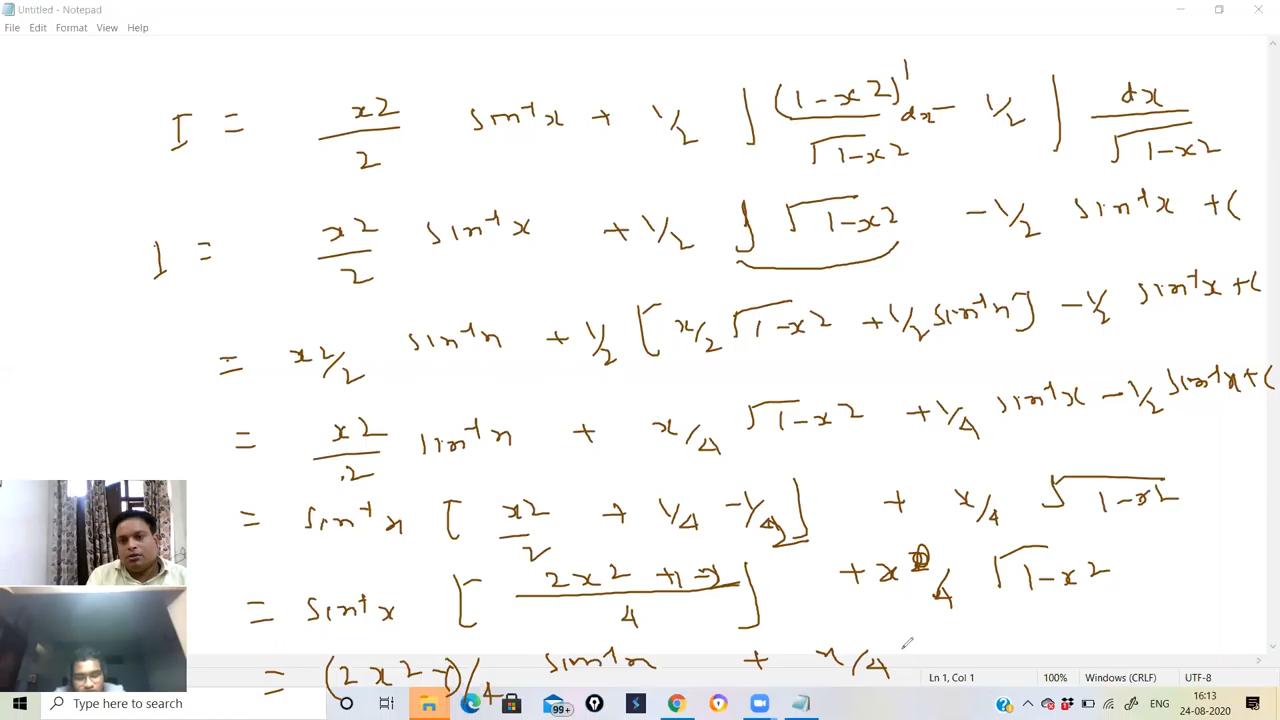 Untitled - Notepad
File Edit Format View Help
I = x2/2 sin⁻¹x + 1/2 ∫ (1-x2)¹/√1-x2 dx - 1/2 ∫ dx/√1-x2
I = x2/2 sin⁻¹x + 1/2 ∫ √1-x2 - 1/2 sin⁻¹x + C
= x2/2 sin⁻¹x + 1/2 [x/2 √1-x2 + 1/2 sin⁻¹x] - 1/2 sin⁻¹x + C
= x2/2 sin⁻¹x + x/4 √1-x2 + 1/4 sin⁻¹x - 1/2 sin⁻¹x + C
= sin⁻¹x [x2/2 + 1/4 - 1/2] + x/4 √1-x2
= sin⁻¹x [2x2 + 1 - 2/4] + x/4 √1-x2
= (2x2-1)/4 sin⁻¹x + x/4
Ln 1, Col 1 100% Windows (CRLF) UTF-8
Type here to search
99+
ENG
16:13
24-08-2020